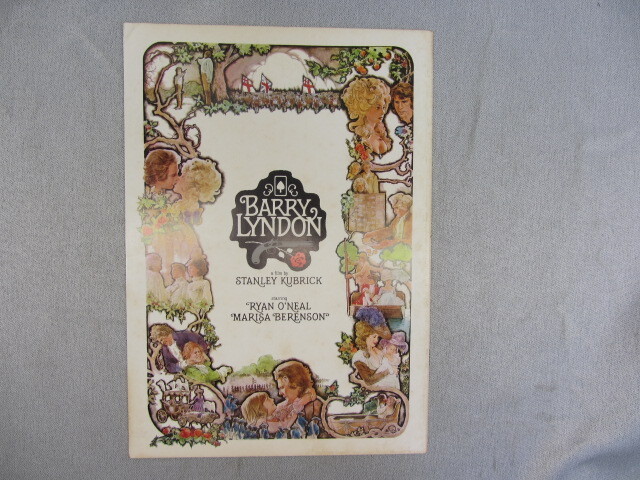 BARRY
LYNDON
a film by
STANLEY KUBRICK
starring
RYAN O'NEAL
MARISA BERENSON